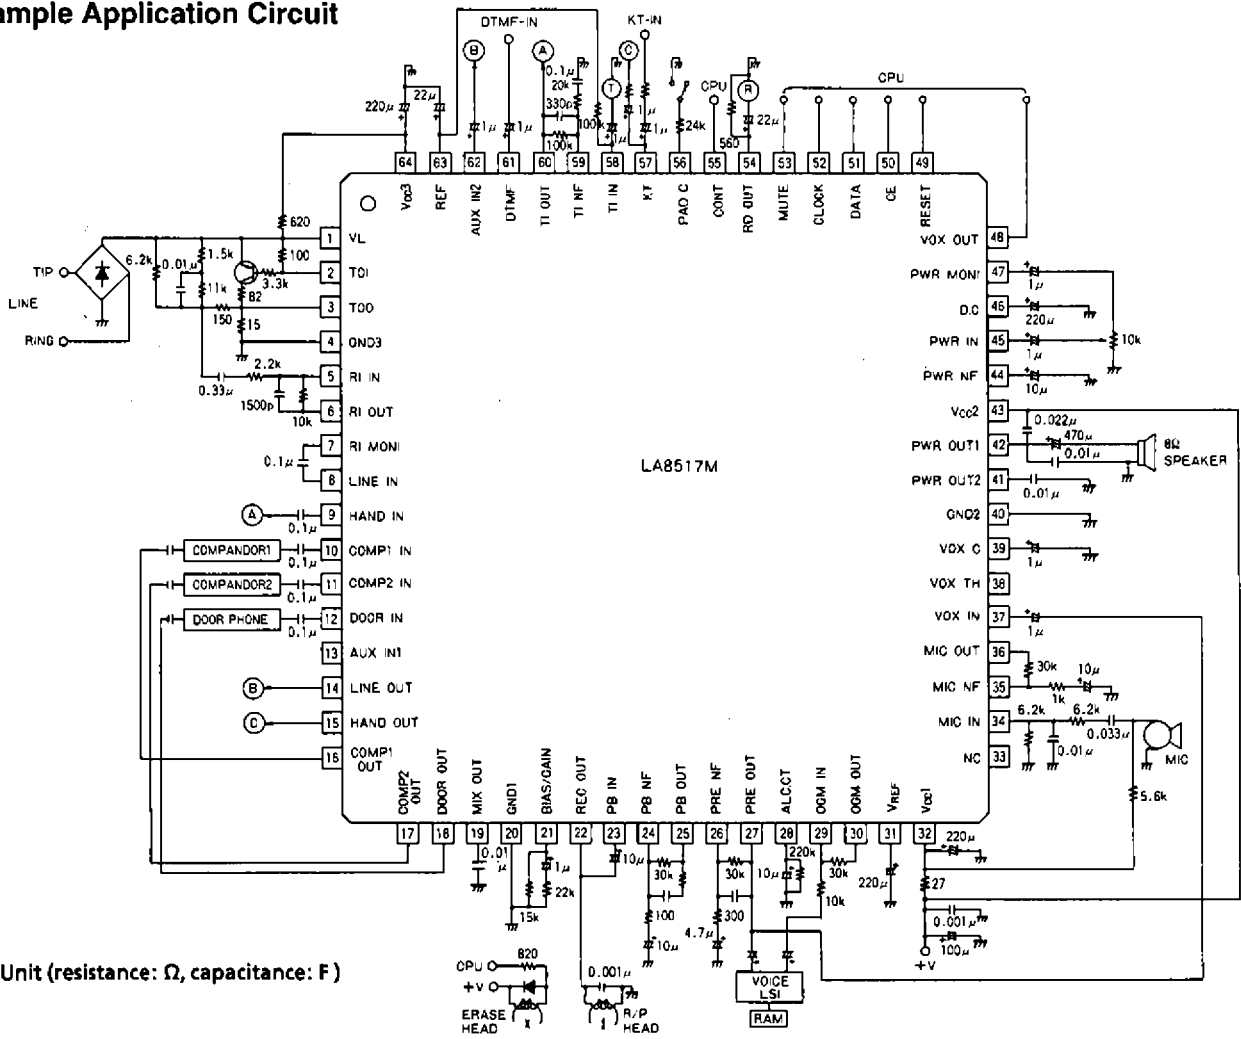 ample Application Circuit
DTMF-IN
KT-IN
B
A
C
T
R
CPU
CPU
0.1μ
20k
330p
100k
100k
220μ
22μ
1μ
1μ
1μ
1μ
1μ
24k
560
22μ
64 63 62 61 60 59 58 57 56 55 54 53 52 51 50 49
Vcc3
REF
AUX IN2
DTMF
TI OUT
TI NF
TI IN
KT
PAD C
CONT
RD OUT
MUTE
CLOCK
DATA
CE
RESET
620
100
3.3k
6.2k
0.01μ
1.5k
11k
82
150
15
TIP
LINE
RING
2.2k
0.33μ
1500p
10k
0.1μ
1 VL
2 TOI
3 TOO
4 GND3
5 RI IN
6 RI OUT
7 RI MONI
8 LINE IN
A 0.1μ 9 HAND IN
COMPANDOR1 0.1μ 10 COMP1 IN
COMPANDOR2 0.1μ 11 COMP2 IN
DOOR PHONE 0.1μ 12 DOOR IN
13 AUX IN1
B 14 LINE OUT
C 15 HAND OUT
16 COMP1
OUT
LA8517M
VOX OUT 48
PWR MONI 47 1μ
D.C 46 220μ
PWR IN 45 1μ
10k
PWR NF 44 10μ
Vcc2 43
0.022μ
PWR OUT1 42 470μ
0.01μ
8Ω
SPEAKER
PWR OUT2 41 0.01μ
GND2 40
VOX C 39 1μ
VOX TH 38
VOX IN 37 1μ
MIC OUT 36
30k
10μ
MIC NF 35
1k
MIC IN 34 6.2k 6.2k
0.033μ
0.01μ
MIC
NC 33
5.6k
COMP2
OUT
DOOR OUT
MIX OUT
GND1
BIAS/GAIN
REC OUT
PB IN
PB NF
PB OUT
PRE NF
PRE OUT
ALC.CT
OGM IN
OGM OUT
VREF
Vcc1
17 18 19 20 21 22 23 24 25 26 27 28 29 30 31 32
0.01
μ
1μ
22k
15k
10μ
30k
100
10μ
30k
300
4.7μ
220k
10μ
30k
10k
220μ
220μ
27
0.001μ
100μ
+V
VOICE
LSI
RAM
Unit (resistance: Ω, capacitance: F)
CPU
820
+V
ERASE
HEAD
0.001μ
R/P
HEAD